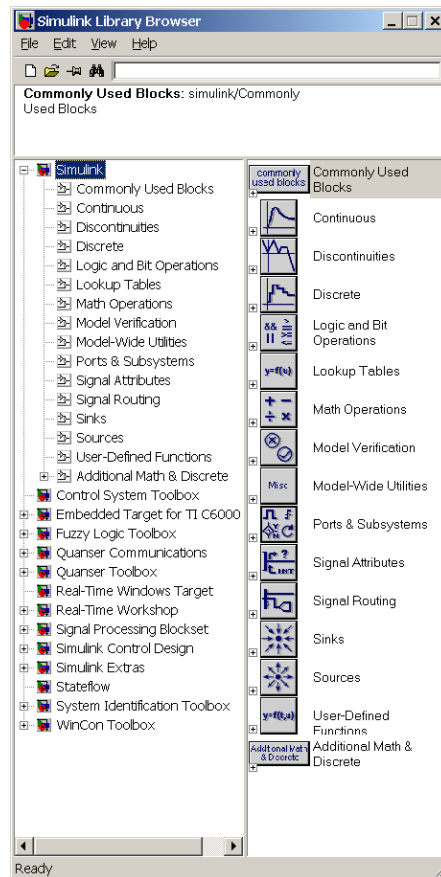 Simulink Library Browser
File Edit View Help
Commonly Used Blocks: simulink/Commonly
Used Blocks
Simulink
Commonly Used Blocks
Continuous
Discontinuities
Discrete
Logic and Bit Operations
Lookup Tables
Math Operations
Model Verification
Model-Wide Utilities
Ports & Subsystems
Signal Attributes
Signal Routing
Sinks
Sources
User-Defined Functions
Additional Math & Discrete
Control System Toolbox
Embedded Target for TI C6000
Fuzzy Logic Toolbox
Quanser Communications
Quanser Toolbox
Real-Time Windows Target
Real-Time Workshop
Signal Processing Blockset
Simulink Control Design
Simulink Extras
Stateflow
System Identification Toolbox
WinCon Toolbox
commonly
used blocks
Commonly Used
Blocks
Continuous
Discontinuities
Discrete
&& >
|| <=
Logic and Bit
Operations
y=f(u)
Lookup Tables
+ −
÷ ×
Math Operations
Model Verification
Misc
Model-Wide Utilities
Ports & Subsystems
?
INT
Signal Attributes
Signal Routing
Sinks
Sources
y=f(t,u)
User-Defined
Functions
Additional Math
& Discrete
Additional Math &
Discrete
Ready